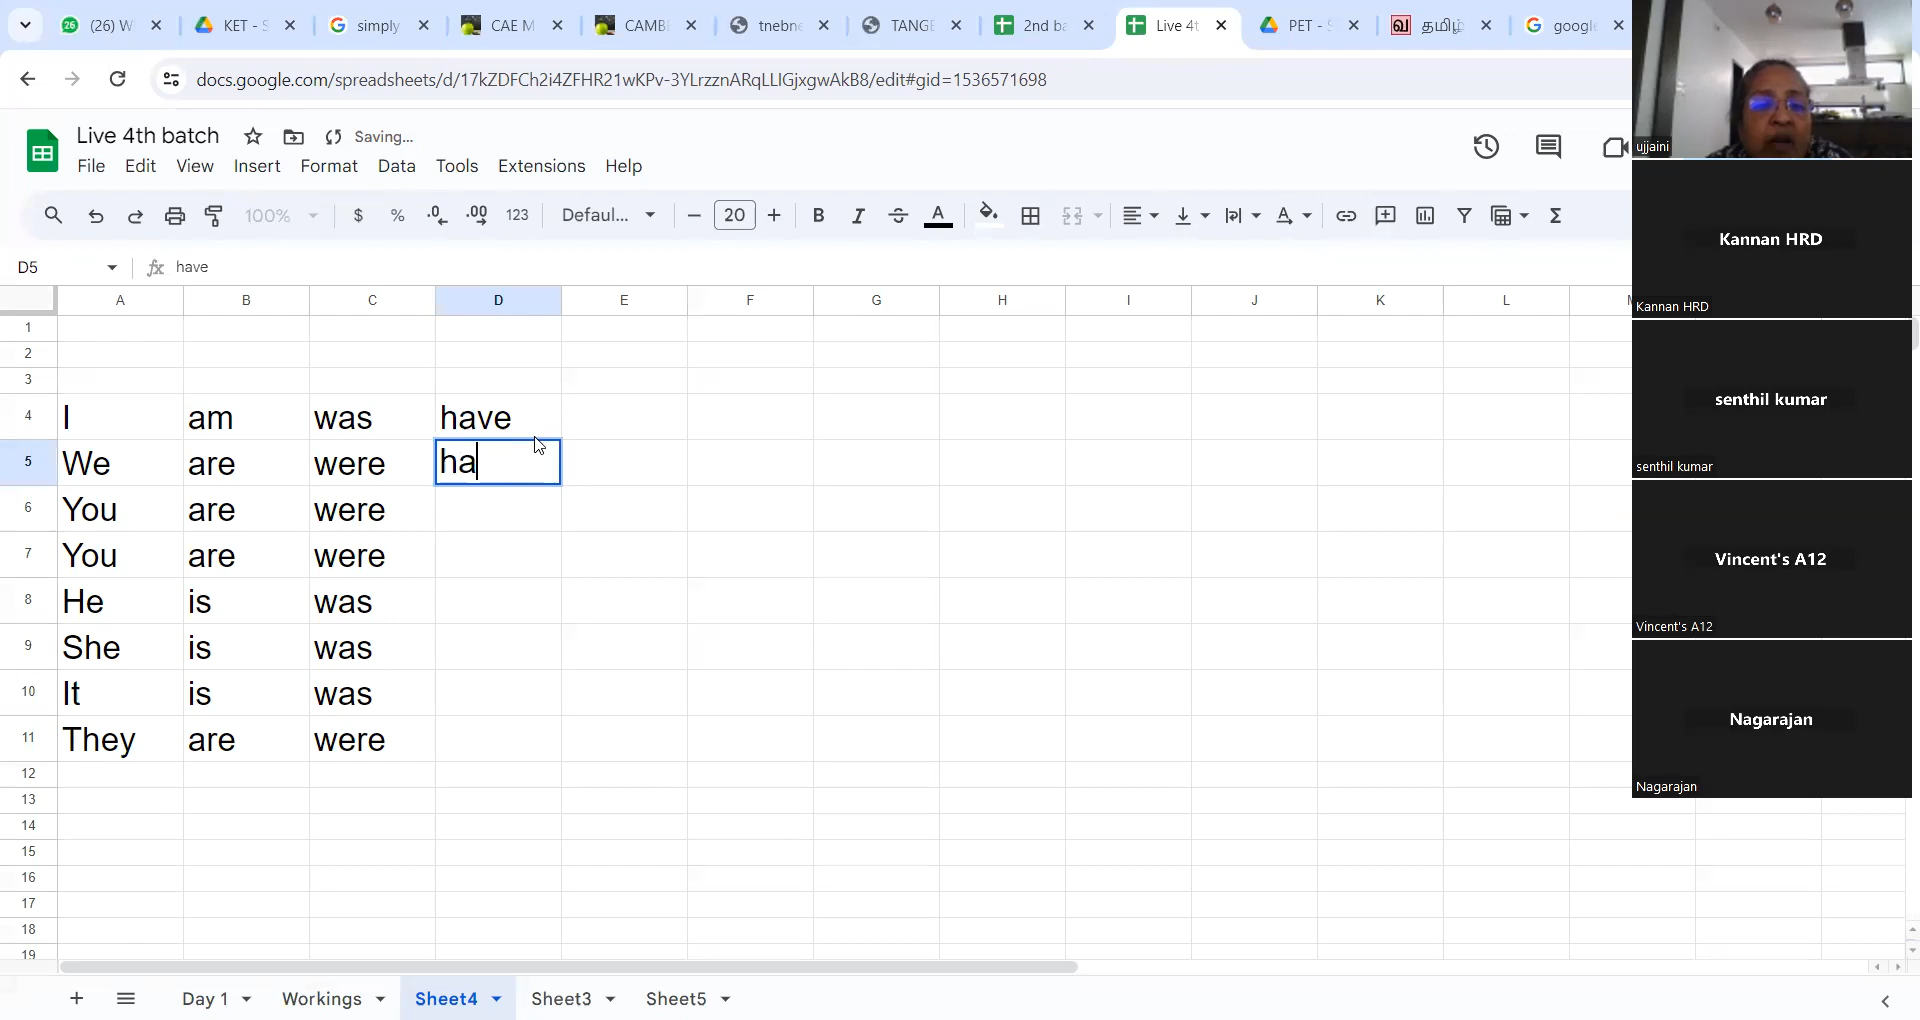 (26) W
KET - S
simply
CAE M
CAMB
tnebne
TANGE
2nd ba
Live 4t
PET - S
தமிழ்
google
docs.google.com/spreadsheets/d/17kZDFCh2i4ZFHR21wKPv-3YLrzznARqLLlGjxgwAkB8/edit#gid=1536571698
Live 4th batch Saving...
File Edit View Insert Format Data Tools Extensions Help
100% $ % .0 .00 123 Defaul... − 20 + B I A
D5 fx have
A B C D E F G H I J K L
1
2
3
4 I am was have
5 We are were ha
6 You are were
7 You are were
8 He is was
9 She is was
10 It is was
11 They are were
12
13
14
15
16
17
18
19
Day 1 Workings Sheet4 Sheet3 Sheet5
ujjaini
Kannan HRD
Kannan HRD
senthil kumar
senthil kumar
Vincent's A12
Vincent's A12
Nagarajan
Nagarajan